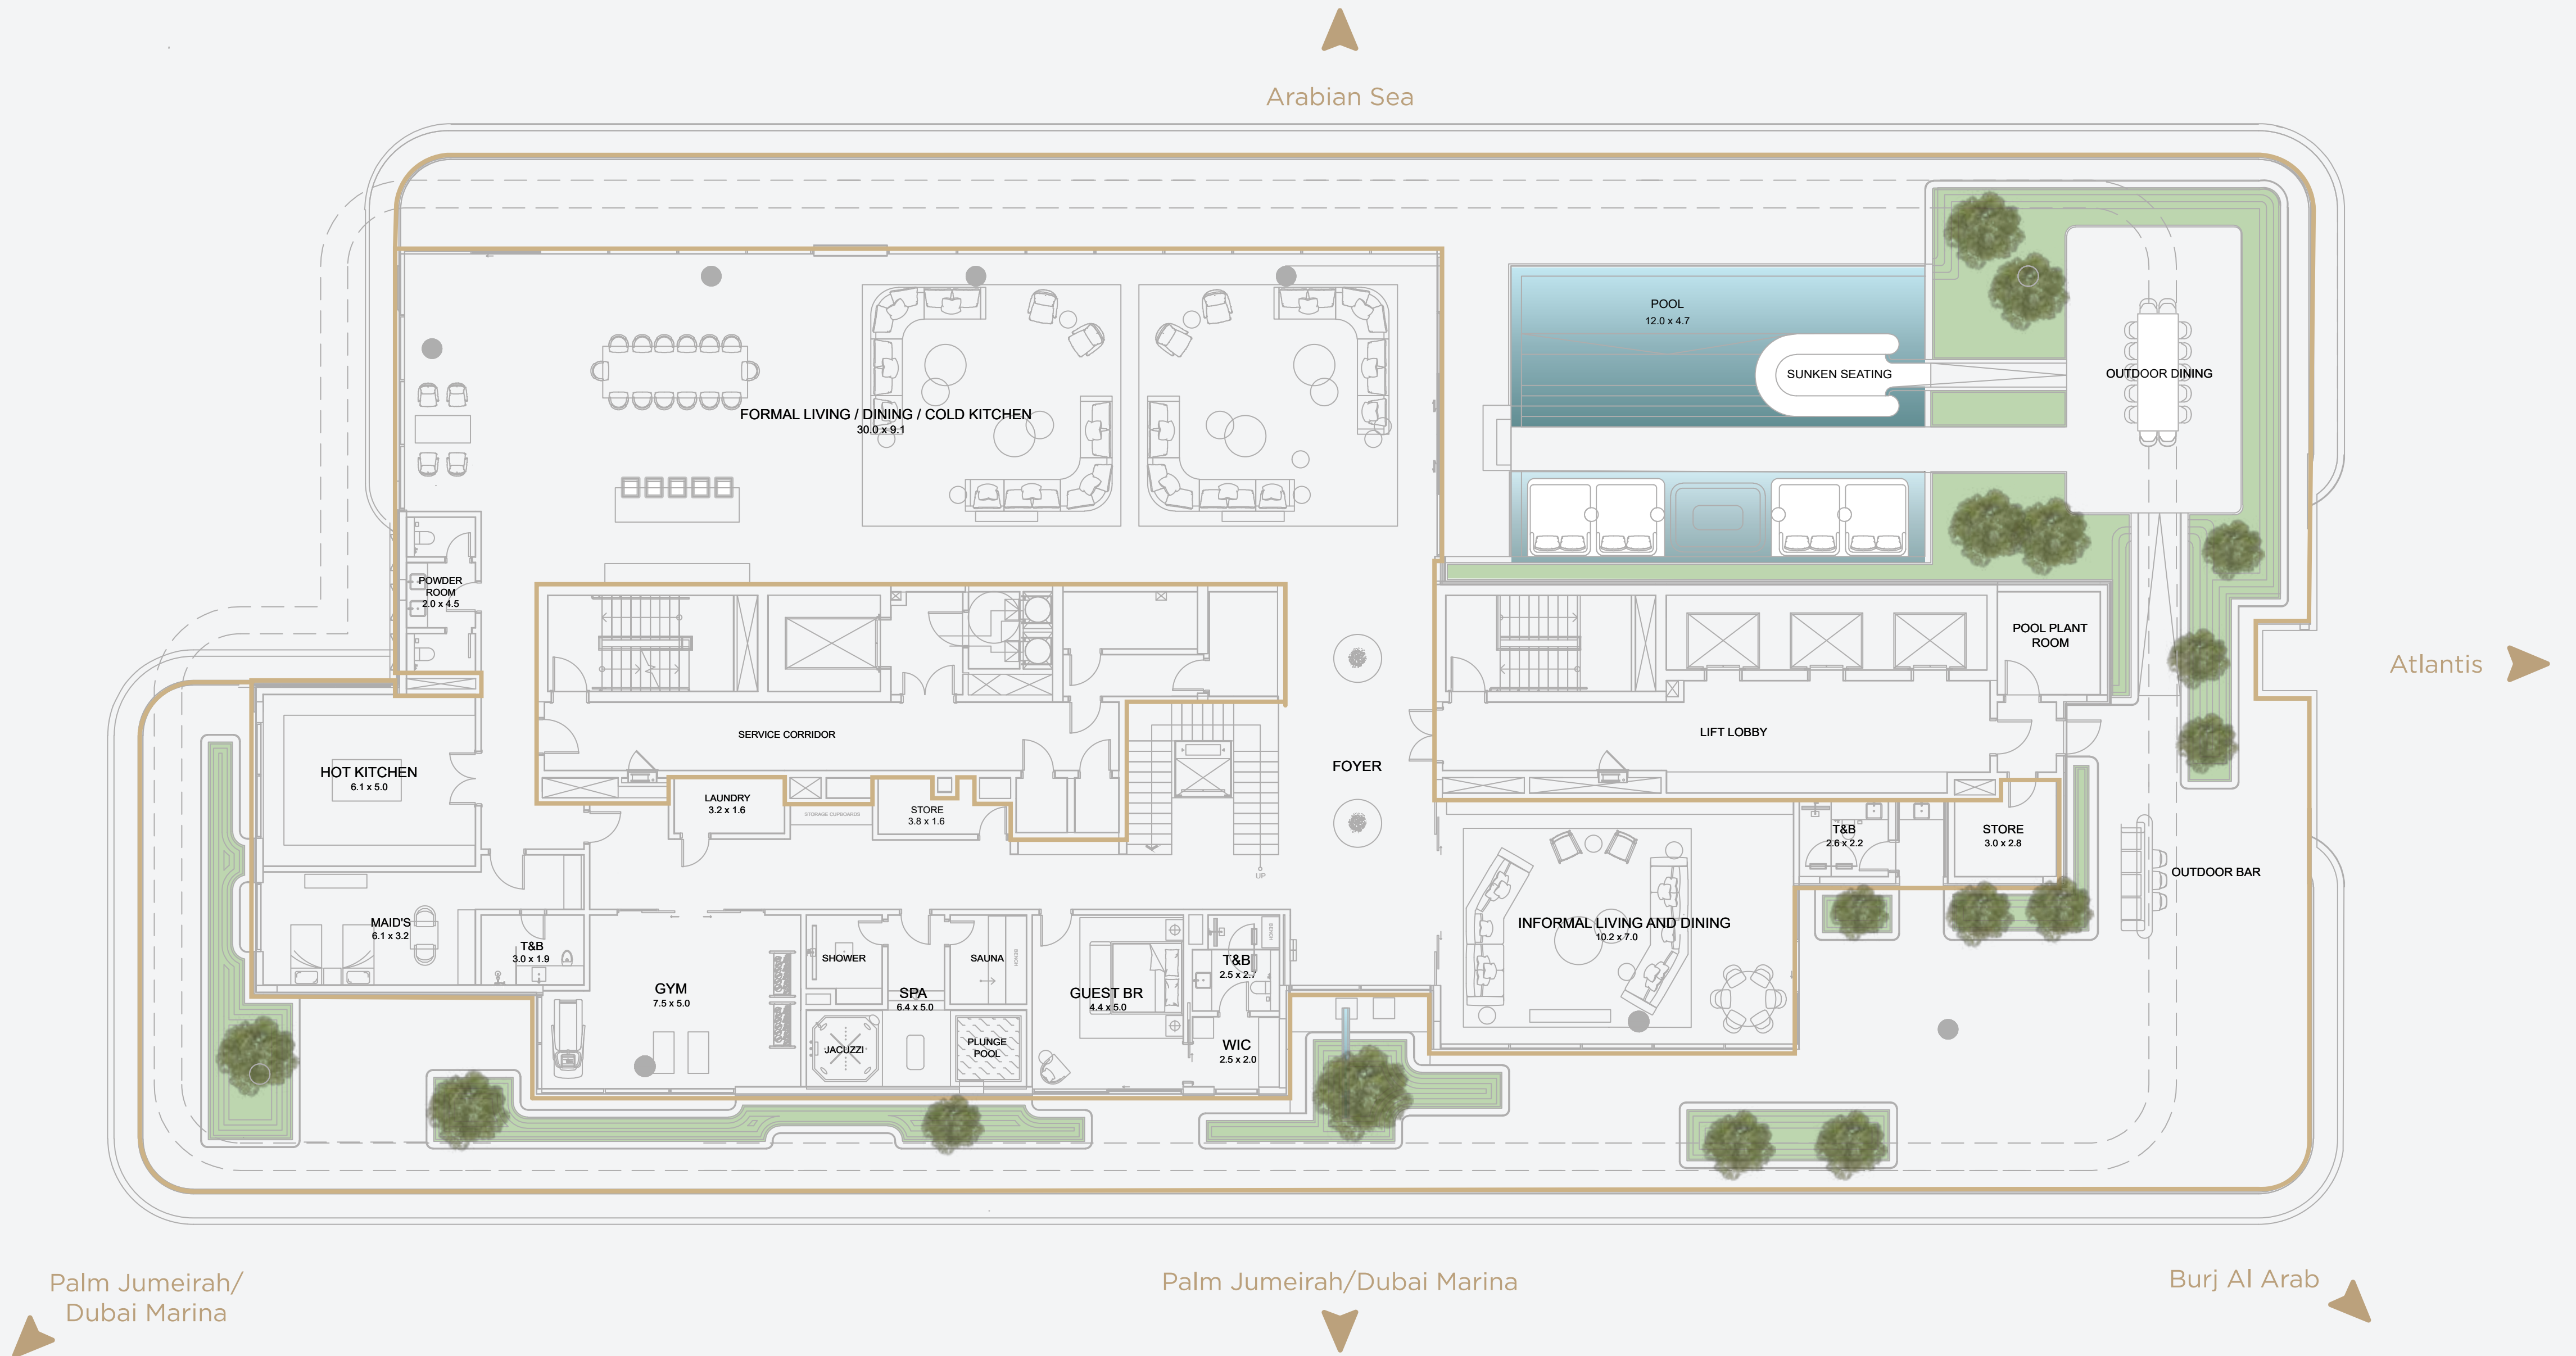 Arabian Sea
POOL
12.0 x 4.7
SUNKEN SEATING
OUTDOOR DINING
FORMAL LIVING / DINING / COLD KITCHEN
30.0 x 9.1
POWDER
ROOM
2.0 x 4.5
POOL PLANT
ROOM
Atlantis
SERVICE CORRIDOR
LIFT LOBBY
FOYER
HOT KITCHEN
6.1 x 5.0
LAUNDRY
3.2 x 1.6
STORAGE CUPBOARDS
STORE
3.8 x 1.6
T&B
2.6 x 2.2
STORE
3.0 x 2.8
UP
OUTDOOR BAR
MAID'S
6.1 x 3.2
T&B
3.0 x 1.9
GYM
7.5 x 5.0
SHOWER
SPA
6.4 x 5.0
SAUNA
BENCH
JACUZZI
PLUNGE
POOL
GUEST BR
4.4 x 5.0
BENCH
T&B
2.5 x 2.7
WIC
2.5 x 2.0
INFORMAL LIVING AND DINING
10.2 x 7.0
Palm Jumeirah/
Dubai Marina
Palm Jumeirah/Dubai Marina
Burj Al Arab